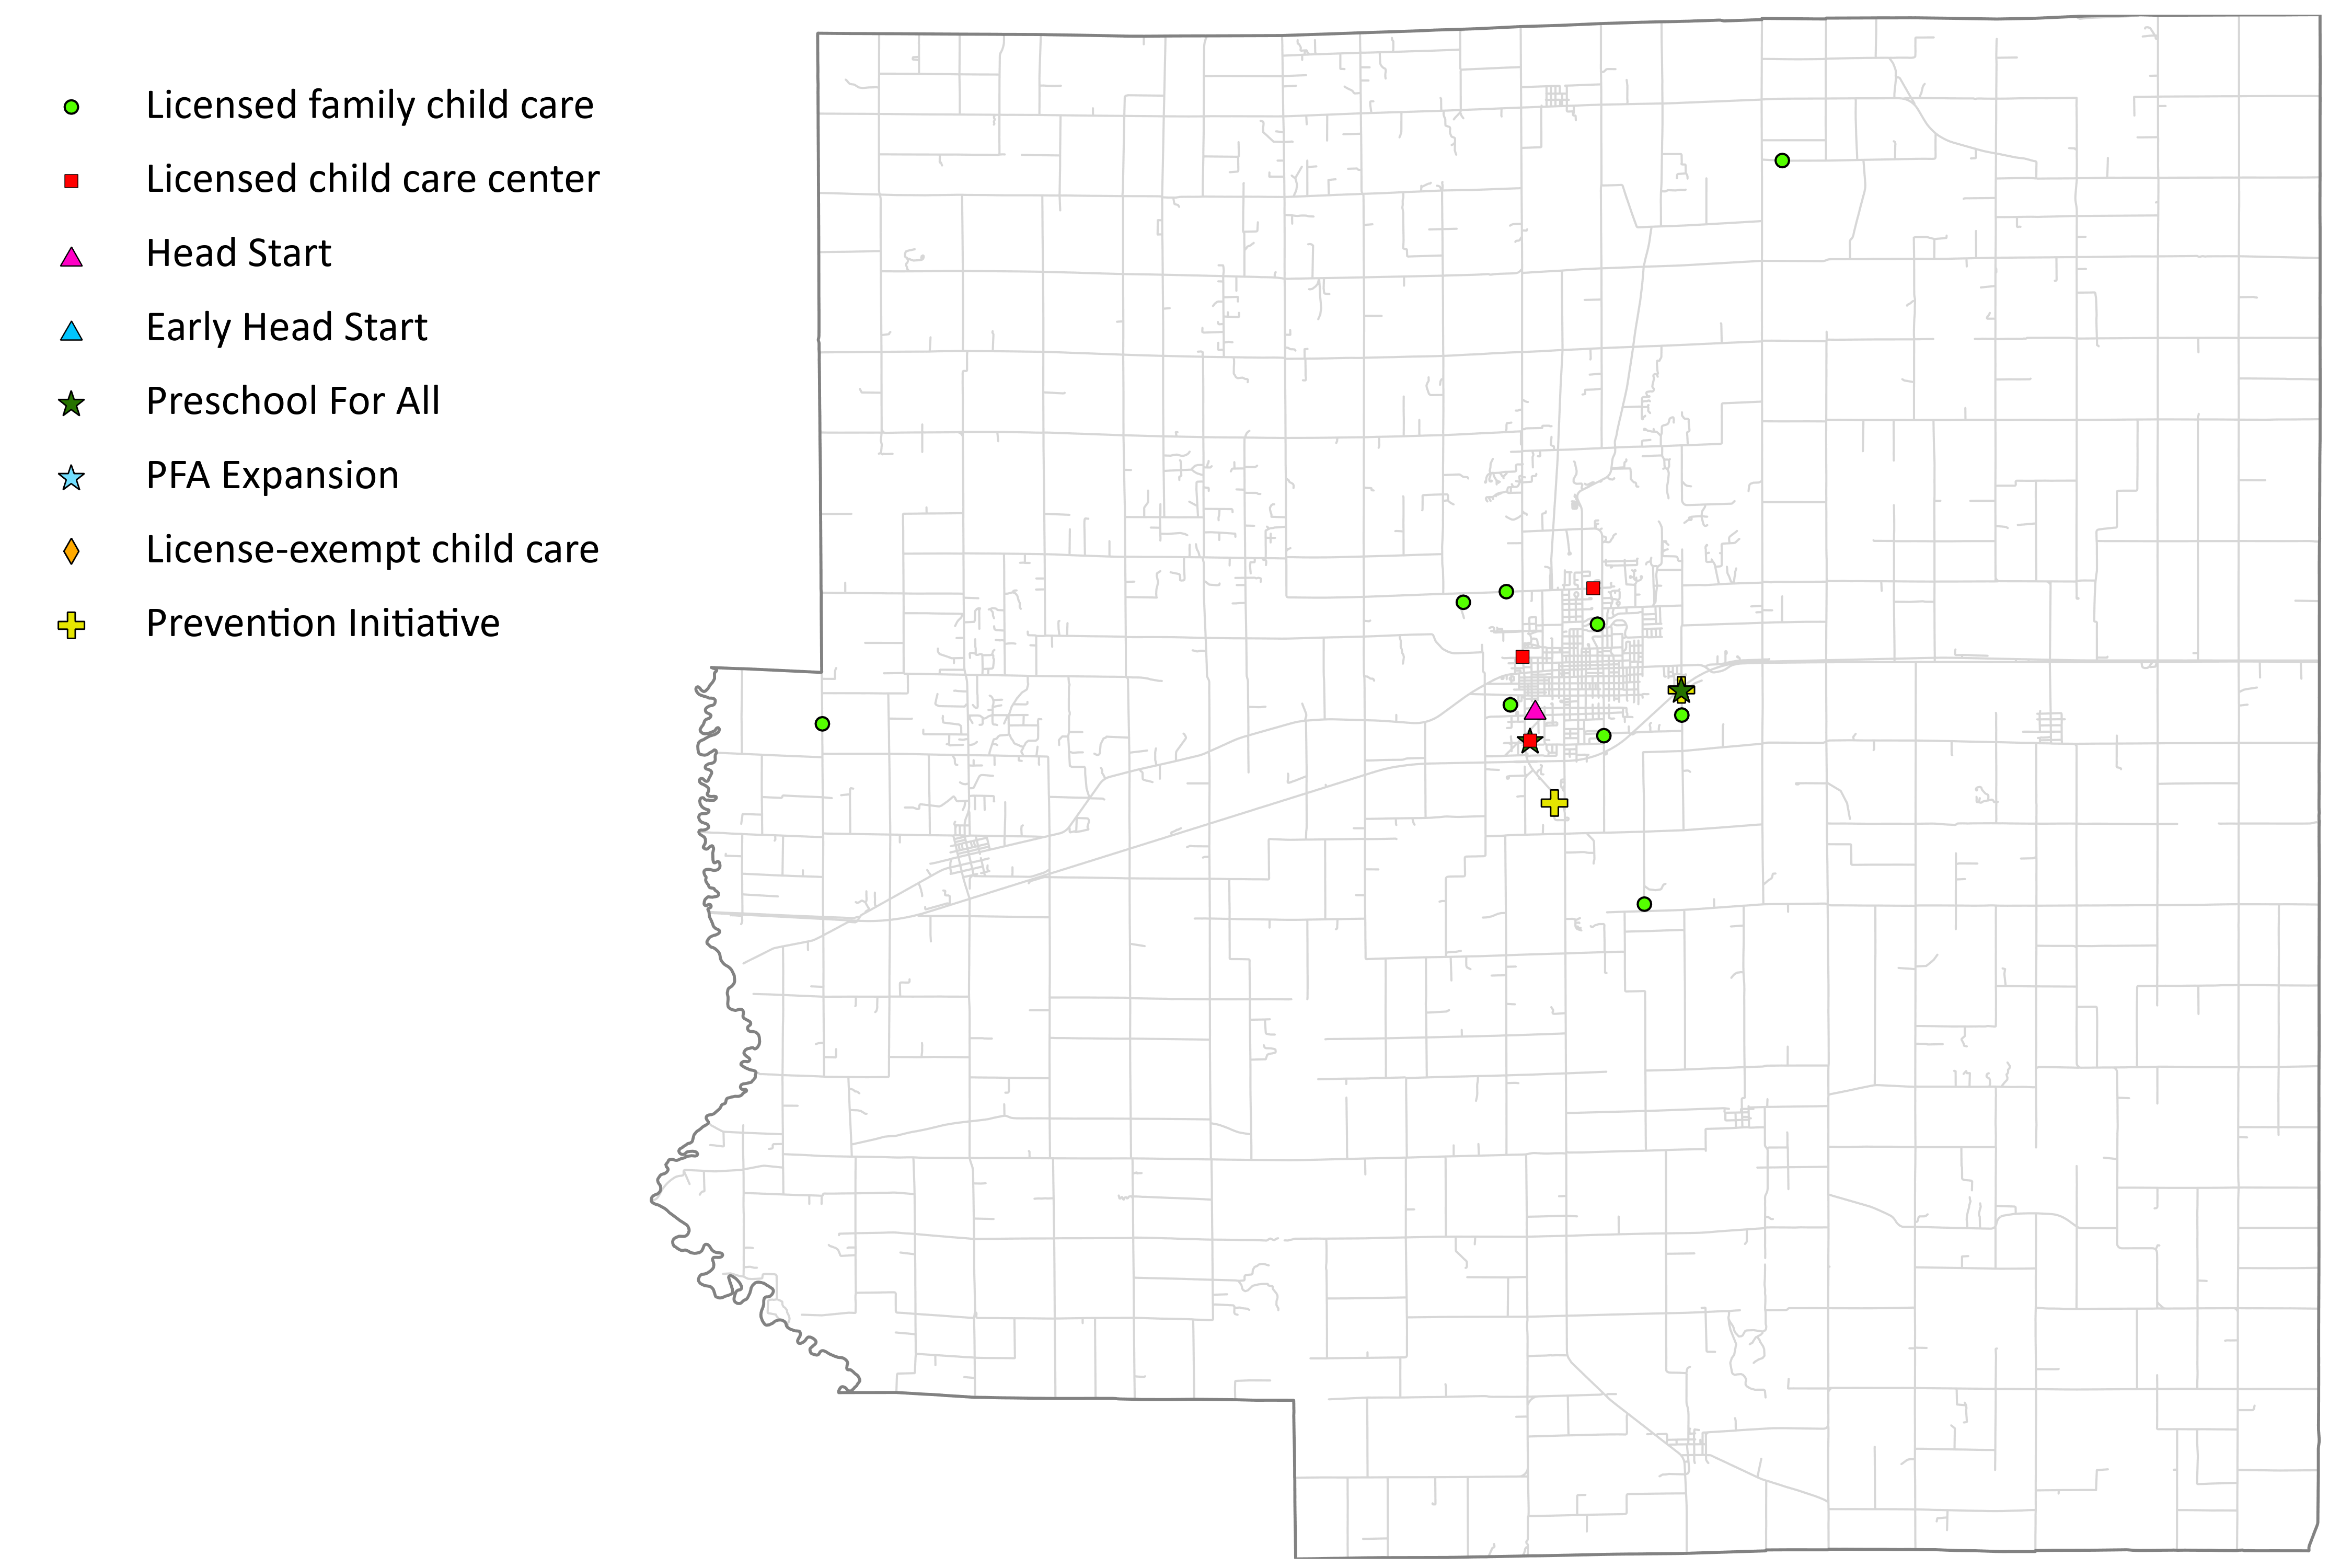 Licensed family child care
Licensed child care center
Head Start
Early Head Start
Preschool For All
PFA Expansion
License-exempt child care
Prevention Initiative